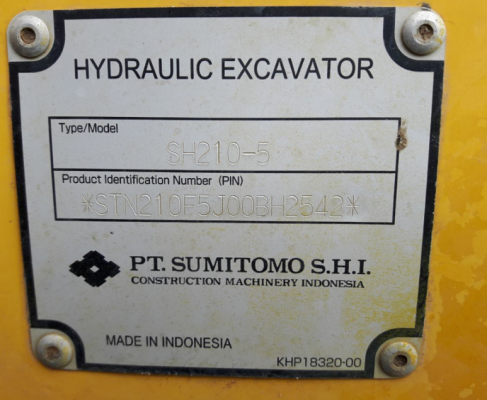 HYDRAULIC EXCAVATOR
Type/Model
SH210-5
Product Identification Number (PIN)
*STN210F5J00BH2542*
PT. SUMITOMO S.H.I.
CONSTRUCTION MACHINERY INDONESIA
MADE IN INDONESIA
KHP18320-00